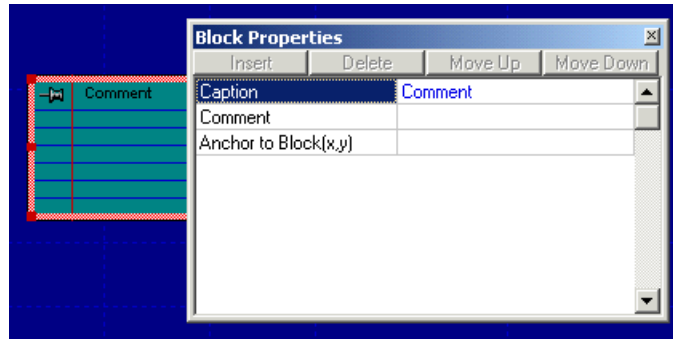 Block Properties
Insert Delete Move Up Move Down
Comment
Caption Comment
Comment
Anchor to Block(x,y)